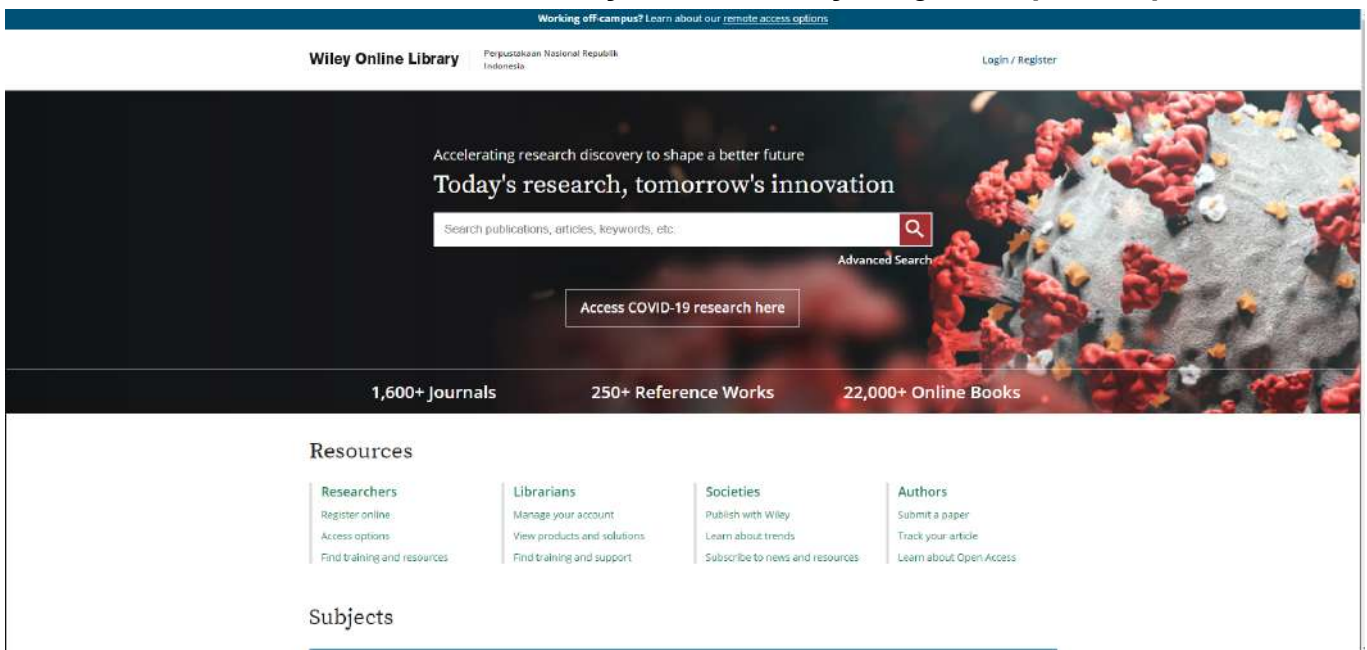 Working off-campus? Learn about our remote access options
Wiley Online Library
Perpustakaan Nasional Republik
Indonesia
Login / Register
Accelerating research discovery to shape a better future
Today's research, tomorrow's innovation
Search publications, articles, keywords, etc.
Advanced Search
Access COVID-19 research here
1,600+ Journals 250+ Reference Works 22,000+ Online Books
Resources
Researchers Librarians Societies Authors
Register online Manage your account Publish with Wiley Submit a paper
Access options View products and solutions Learn about trends Track your article
Find training and resources Find training and support Subscribe to news and resources Learn about Open Access
Subjects